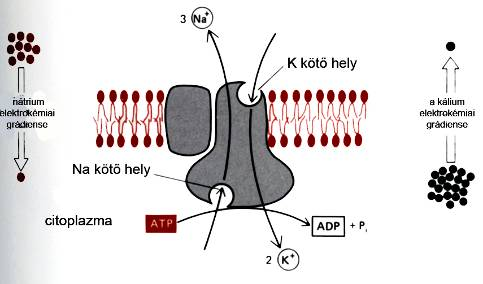 3 Na⁺
K kötő hely
nátrium
elektrokémiai
grádiense
a kálium
elektrokémiai
grádiense
Na kötő hely
citoplazma
ATP
ADP + Pᵢ
2 K⁺